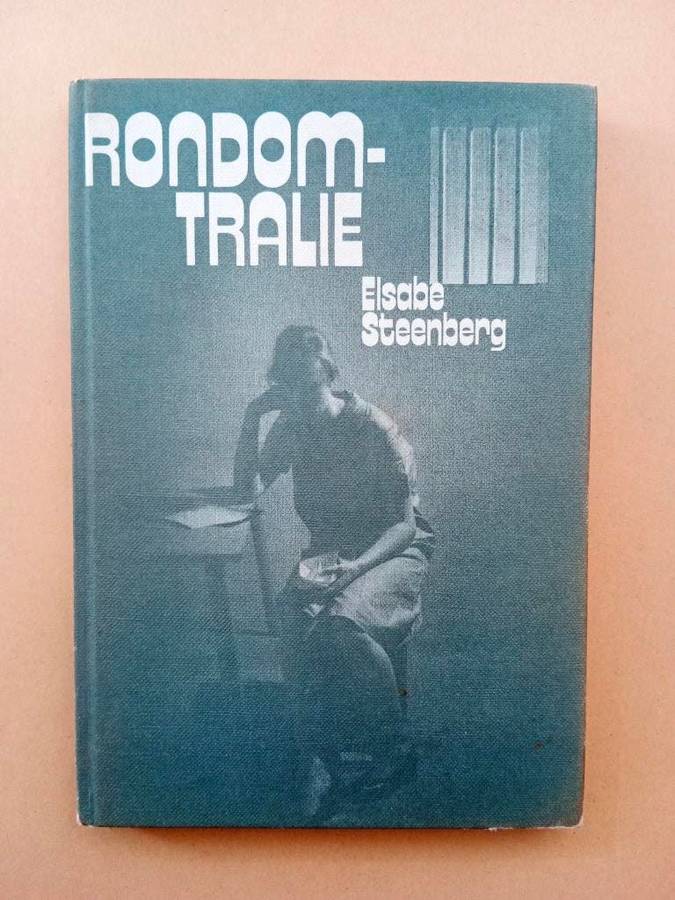 RONDOM-
TRALIE
Elsabe
Steenberg